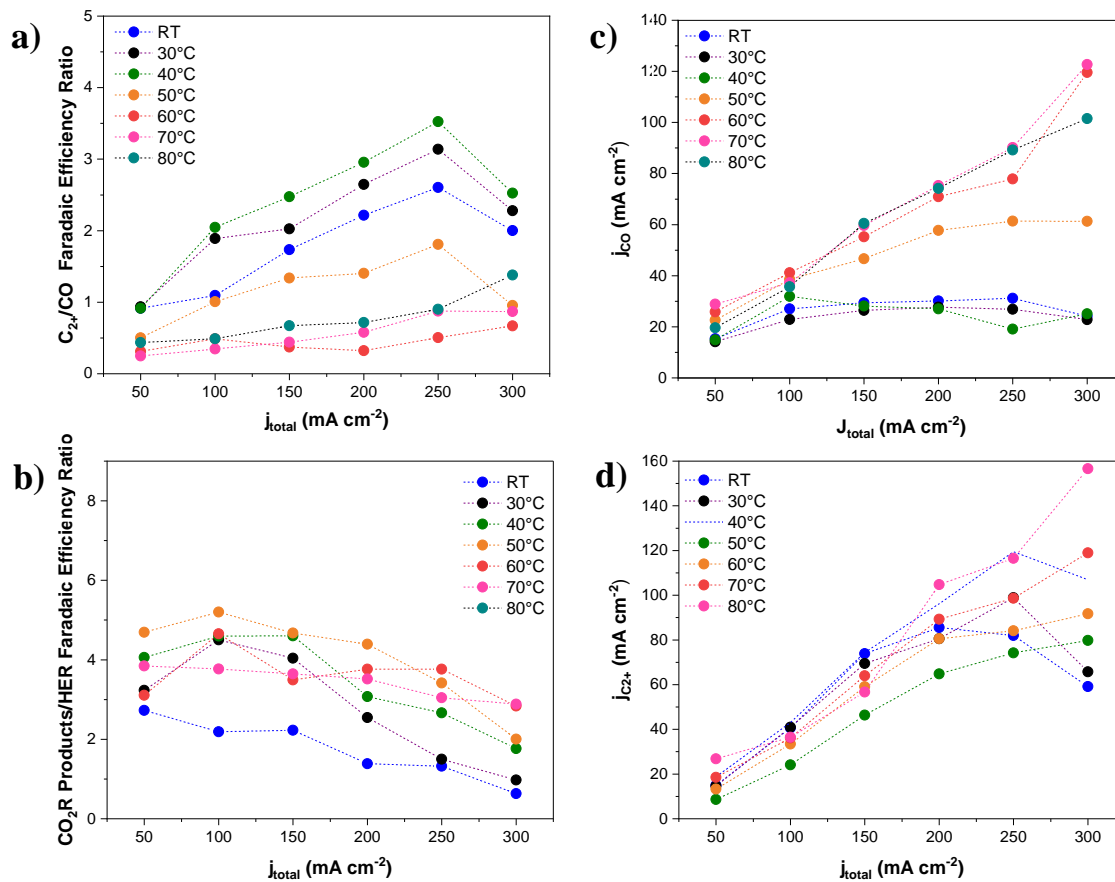 a)
C2+/CO Faradaic Efficiency Ratio
5
4
3
2
1
0
RT
30°C
40°C
50°C
60°C
70°C
80°C
50 100 150 200 250 300
jtotal (mA cm-2)
c)
jCO (mA cm-2)
140
120
100
80
60
40
20
0
RT
30°C
40°C
50°C
60°C
70°C
80°C
50 100 150 200 250 300
Jtotal (mA cm-2)
b)
CO2R Products/HER Faradaic Efficiency Ratio
8
6
4
2
0
RT
30°C
40°C
50°C
60°C
70°C
80°C
50 100 150 200 250 300
jtotal (mA cm-2)
d)
jC2+ (mA cm-2)
160
140
120
100
80
60
40
20
0
RT
30°C
40°C
50°C
60°C
70°C
80°C
50 100 150 200 250 300
jtotal (mA cm-2)